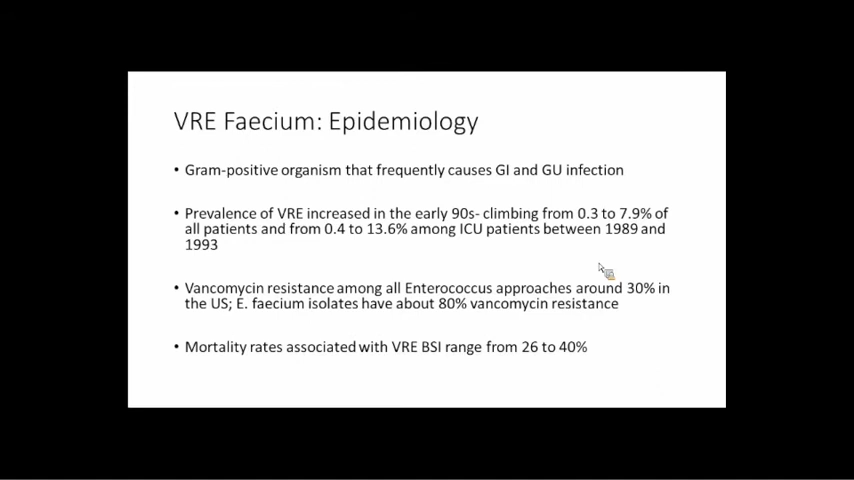 VRE Faecium: Epidemiology
• Gram-positive organism that frequently causes GI and GU infection
• Prevalence of VRE increased in the early 90s- climbing from 0.3 to 7.9% of
all patients and from 0.4 to 13.6% among ICU patients between 1989 and
1993
• Vancomycin resistance among all Enterococcus approaches around 30% in
the US; E. faecium isolates have about 80% vancomycin resistance
• Mortality rates associated with VRE BSI range from 26 to 40%